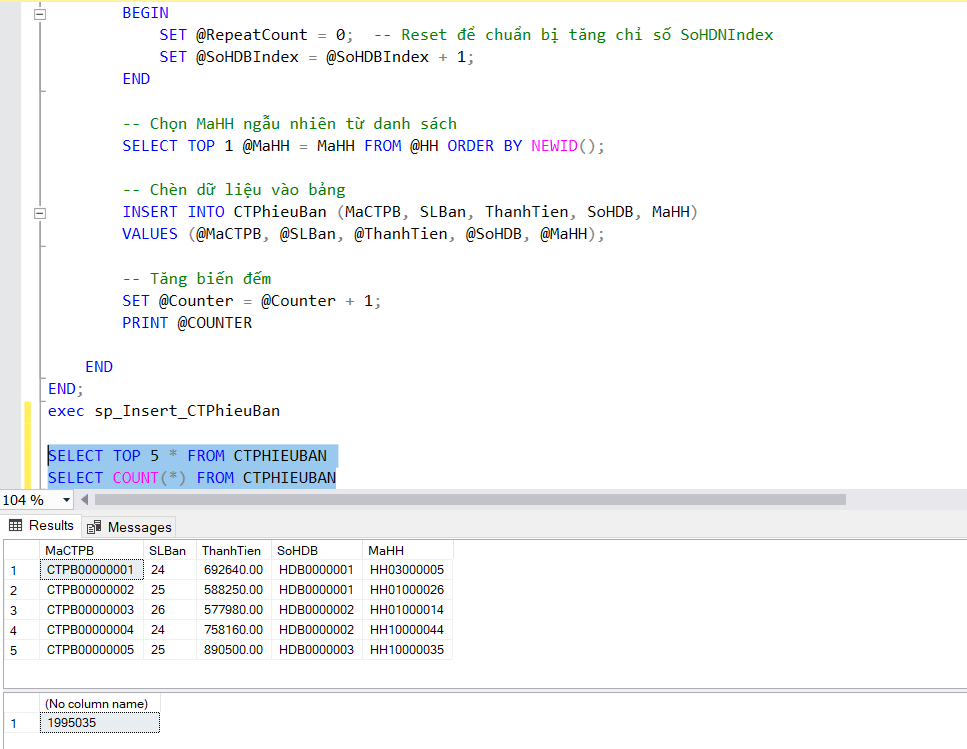 BEGIN
SET @RepeatCount = 0; -- Reset để chuẩn bị tăng chỉ số SoHDNIndex
SET @SoHDBIndex = @SoHDBIndex + 1;
END
-- Chọn MaHH ngẫu nhiên từ danh sách
SELECT TOP 1 @MaHH = MaHH FROM @HH ORDER BY NEWID();
-- Chèn dữ liệu vào bảng
INSERT INTO CTPhieuBan (MaCTPB, SLBan, ThanhTien, SoHDB, MaHH)
VALUES (@MaCTPB, @SLBan, @ThanhTien, @SoHDB, @MaHH);
-- Tăng biến đếm
SET @Counter = @Counter + 1;
PRINT @COUNTER
END
END;
exec sp_Insert_CTPhieuBan
SELECT TOP 5 * FROM CTPHIEUBAN
SELECT COUNT(*) FROM CTPHIEUBAN
104 %
Results Messages
MaCTPB SLBan ThanhTien SoHDB MaHH
1 CTPB00000001 24 692640.00 HDB0000001 HH03000005
2 CTPB00000002 25 588250.00 HDB0000001 HH01000026
3 CTPB00000003 26 577980.00 HDB0000002 HH01000014
4 CTPB00000004 24 758160.00 HDB0000002 HH10000044
5 CTPB00000005 25 890500.00 HDB0000003 HH10000035
(No column name)
1 1995035